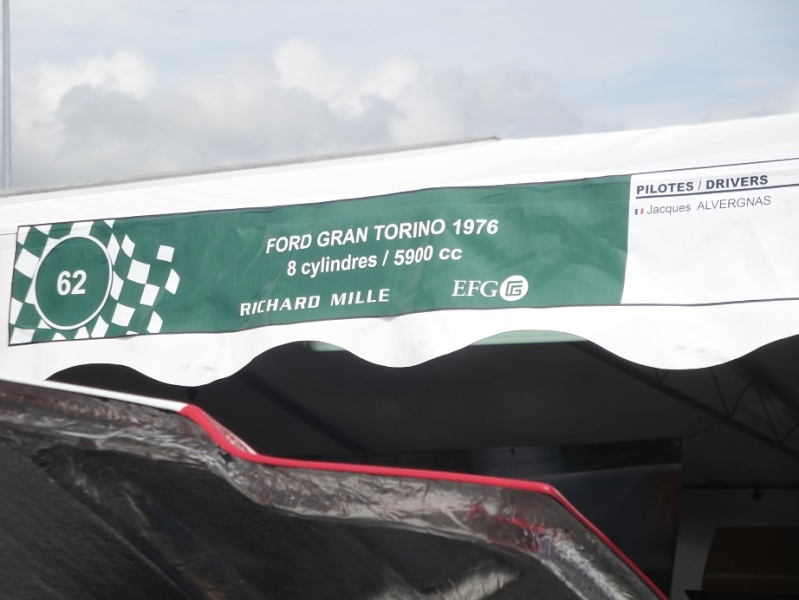 62
FORD GRAN TORINO 1976
8 cylindres / 5900 cc
RICHARD MILLE EFG
PILOTES / DRIVERS
Jacques ALVERGNAS